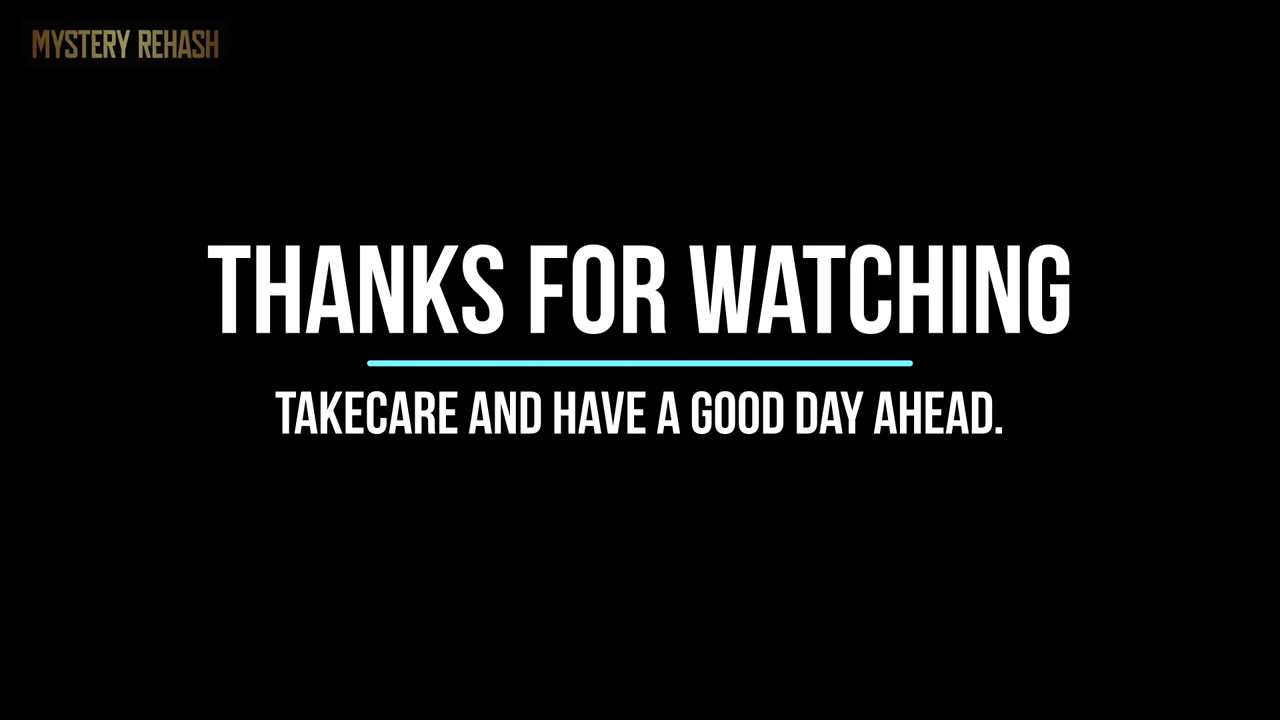 MYSTERY REHASH
THANKS FOR WATCHING
TAKECARE AND HAVE A GOOD DAY AHEAD.